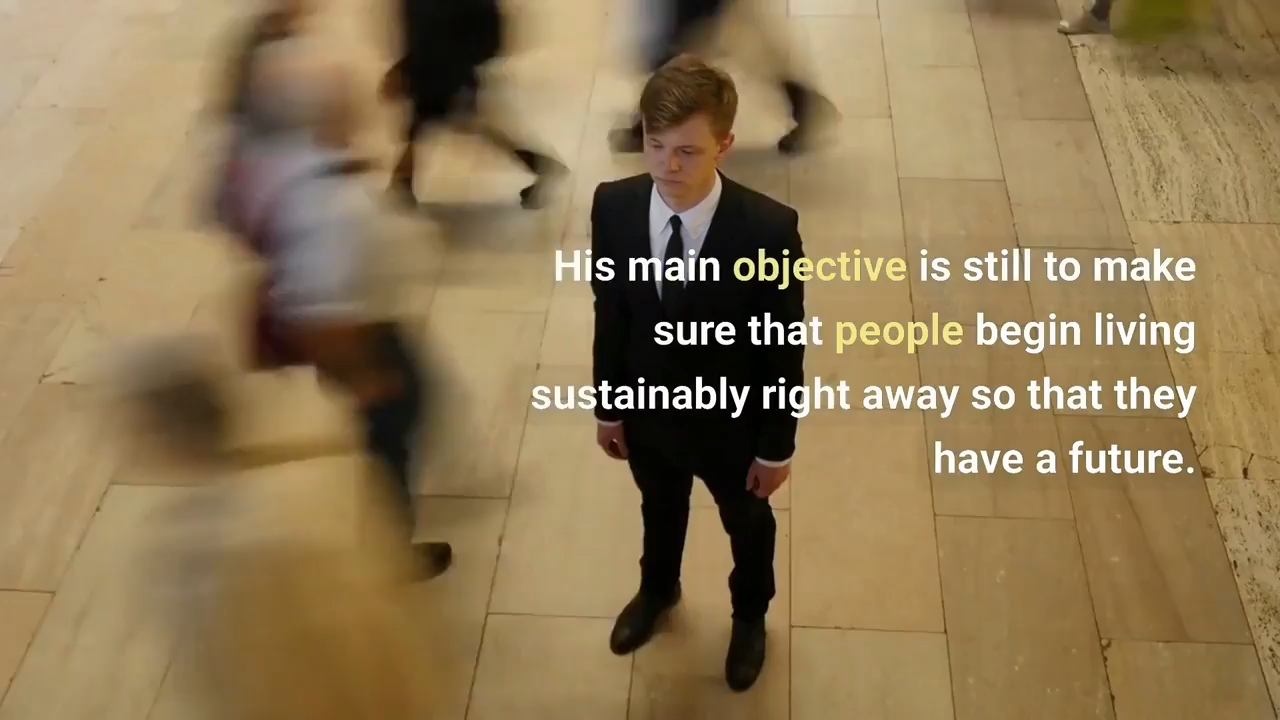 His main objective is still to make
sure that people begin living
sustainably right away so that they
have a future.